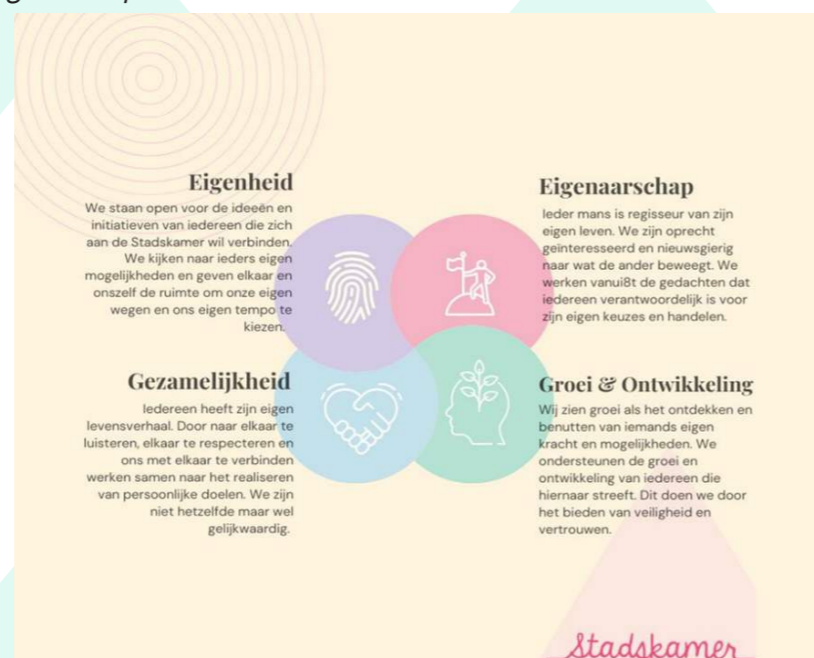 Eigenheid
We staan open voor de ideeën en
initiatieven van iedereen die zich
aan de Stadskamer wil verbinden.
We kijken naar ieders eigen
mogelijkheden en geven elkaar en
onszelf de ruimte om onze eigen
wegen en ons eigen tempo te
kiezen.
Eigenaarschap
Ieder mans is regisseur van zijn
eigen leven. We zijn oprecht
geïnteresseerd en nieuwsgierig
naar wat de ander beweegt. We
werken vanui8t de gedachten dat
iedereen verantwoordelijk is voor
zijn eigen keuzes en handelen.
Gezamelijkheid
Iedereen heeft zijn eigen
levensverhaal. Door naar elkaar te
luisteren, elkaar te respecteren en
ons met elkaar te verbinden
werken samen naar het realiseren
van persoonlijke doelen. We zijn
niet hetzelfde maar wel
gelijkwaardig.
Groei & Ontwikkeling
Wij zien groei als het ontdekken en
benutten van iemands eigen
kracht en mogelijkheden. We
ondersteunen de groei en
ontwikkeling van iedereen die
hiernaar streeft. Dit doen we door
het bieden van veiligheid en
vertrouwen.
Stadskamer